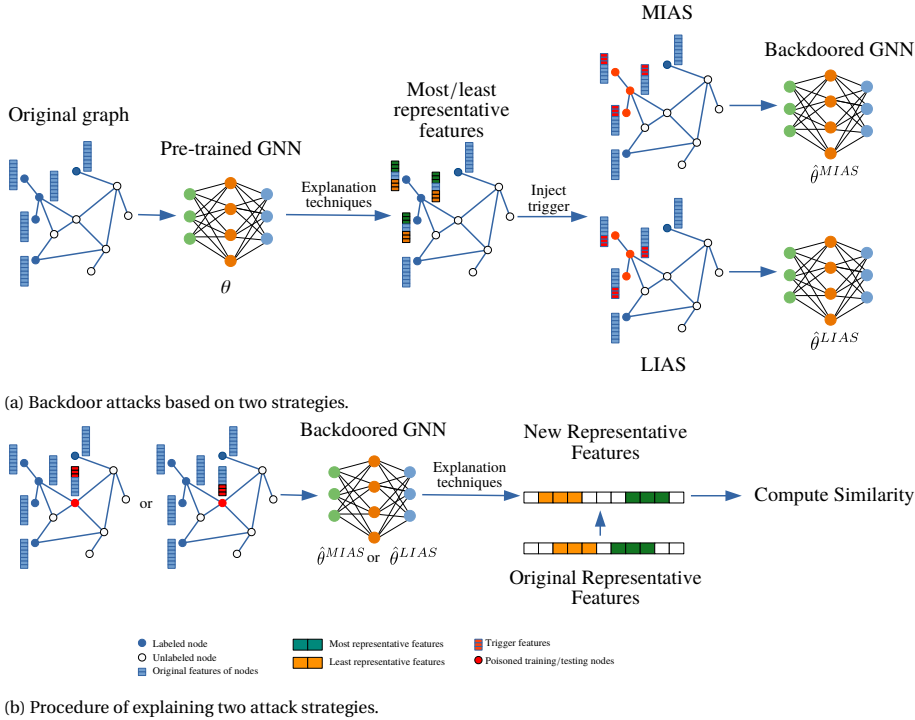 MIAS
Backdoored GNN
Most/least
representative
features
Original graph
Pre-trained GNN
Explanation
techniques
Inject
trigger
θ
θ̂^{MIAS}
θ̂^{LIAS}
LIAS
(a) Backdoor attacks based on two strategies.
Backdoored GNN
New Representative
Features
Explanation
techniques
or
Compute Similarity
θ̂^{MIAS} or θ̂^{LIAS}
Original Representative
Features
Labeled node
Unlabeled node
Original features of nodes
Most representative features
Least representative features
Trigger features
Poisoned training/testing nodes
(b) Procedure of explaining two attack strategies.